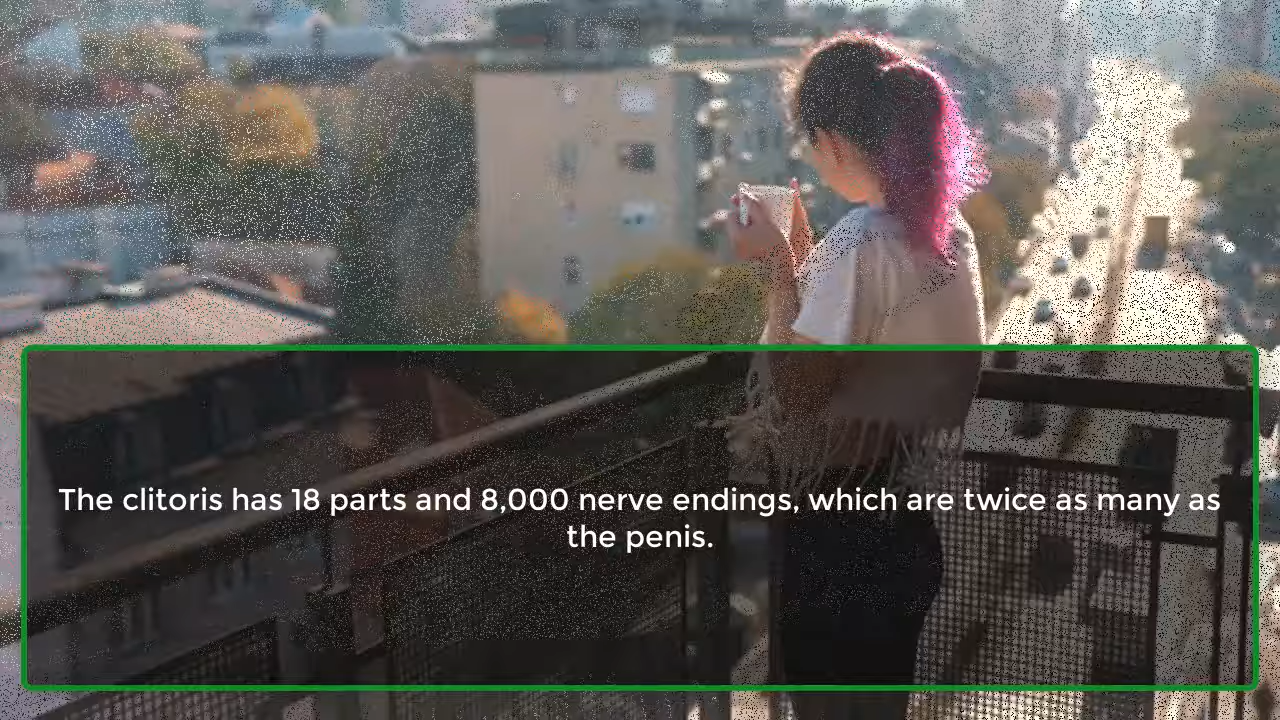 The clitoris has 18 parts and 8,000 nerve endings, which are twice as many as
the penis.